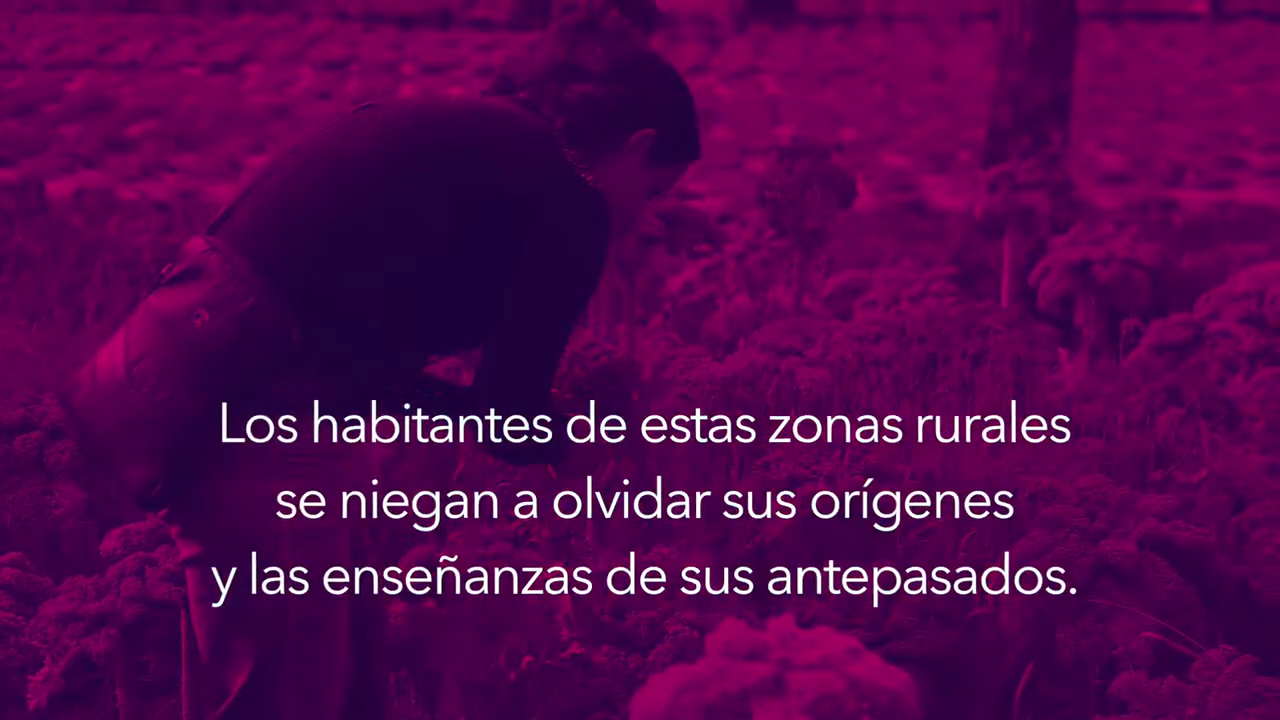 Los habitantes de estas zonas rurales
se niegan a olvidar sus orígenes
y las enseñanzas de sus antepasados.